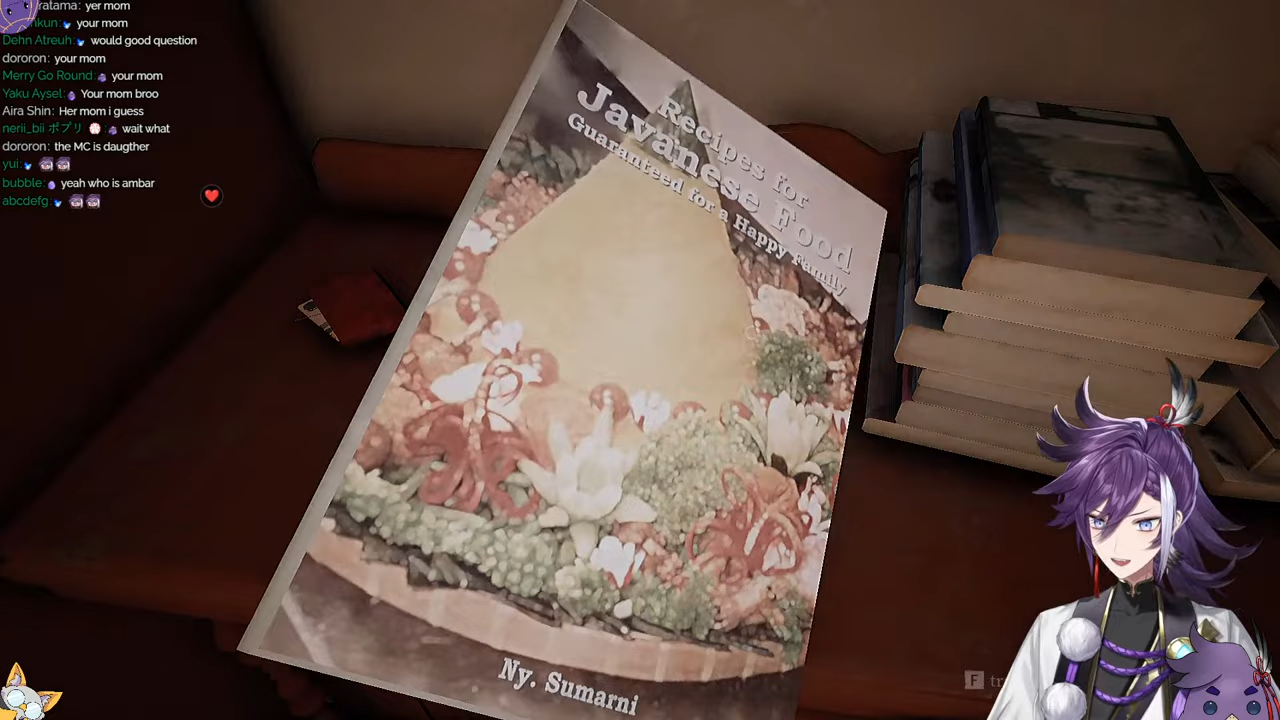 ratama: yer mom
nkun: your mom
Dehn Atreuh: would good question
dororon: your mom
Merry Go Round: your mom
Yaku Aysel: Your mom broo
Aira Shin: Her mom i guess
nerii_bii ポプリ wait what
dororon: the MC is daugther
yui:
bubble: yeah who is ambar
abcdefg:
Recipes for
Javanese Food
Guaranteed for a Happy Family
Ny. Sumarni
F